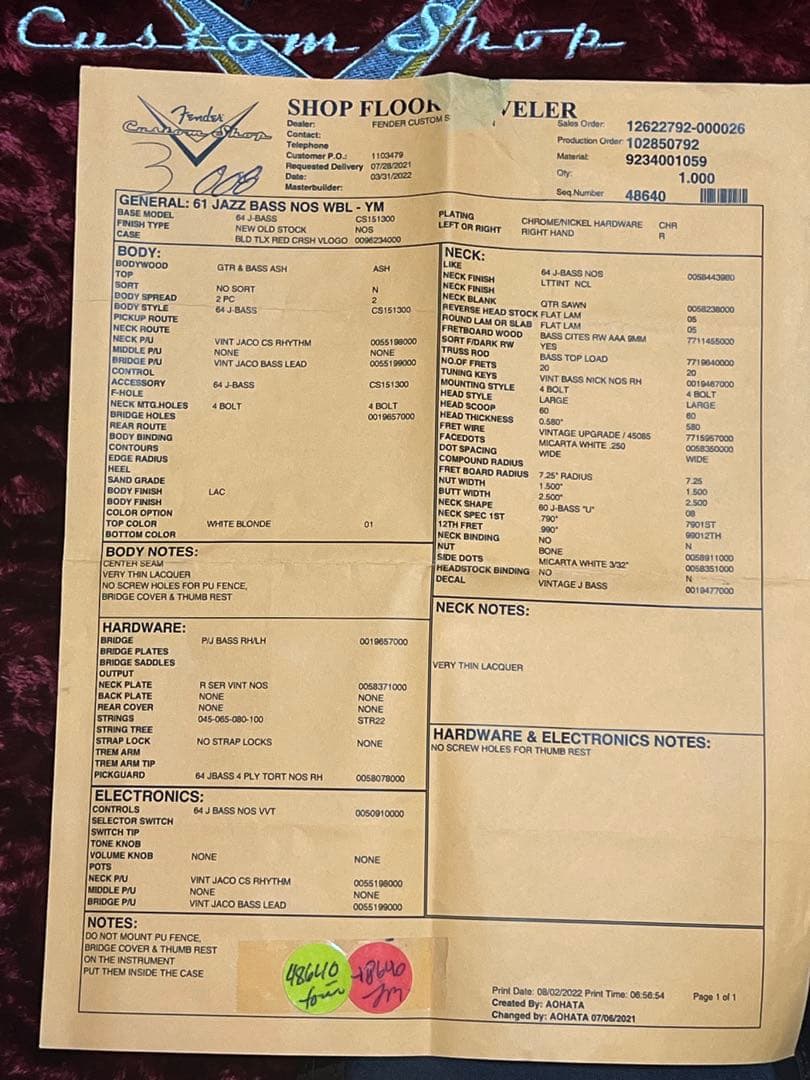 Custom Shop
Fender
Custom Shop
SHOP FLOOR VELER
Dealer: FENDER CUSTOM S
Contact:
Telephone
Customer P.O.: 1103479
Requested Delivery 07/28/2021
Date: 03/31/2022
Masterbuilder:
Sales Order: 12622792-000026
Production Order: 102850792
Material: 9234001059
Qty: 1.000
Seq.Number 48640
GENERAL: 61 JAZZ BASS NOS WBL - YM
BASE MODEL 64 J-BASS CS151300
FINISH TYPE NEW OLD STOCK NOS
CASE BLD TLX RED CRSH VLOGO 0096234000
PLATING CHROME/NICKEL HARDWARE CHR
LEFT OR RIGHT RIGHT HAND R
BODY:
BODYWOOD GTR & BASS ASH ASH
TOP
SORT NO SORT N
BODY SPREAD 2 PC 2
BODY STYLE 64 J-BASS CS151300
PICKUP ROUTE
NECK ROUTE
NECK P/U VINT JACO CS RHYTHM 0055198000
MIDDLE P/U NONE NONE
BRIDGE P/U VINT JACO BASS LEAD 0055199000
CONTROL
ACCESSORY 64 J-BASS CS151300
F-HOLE
NECK MTG.HOLES 4 BOLT 4 BOLT
BRIDGE HOLES 0019657000
REAR ROUTE
BODY BINDING
CONTOURS
EDGE RADIUS
HEEL
SAND GRADE
BODY FINISH LAC
BODY FINISH
COLOR OPTION
TOP COLOR WHITE BLONDE 01
BOTTOM COLOR
BODY NOTES:
CENTER SEAM
VERY THIN LACQUER
NO SCREW HOLES FOR PU FENCE,
BRIDGE COVER & THUMB REST
HARDWARE:
BRIDGE P/J BASS RH/LH 0019657000
BRIDGE PLATES
BRIDGE SADDLES
OUTPUT
NECK PLATE R SER VINT NOS 0058371000
BACK PLATE NONE NONE
REAR COVER NONE NONE
STRINGS 045-065-080-100 STR22
STRING TREE
STRAP LOCK NO STRAP LOCKS NONE
TREM ARM
TREM ARM TIP
PICKGUARD 64 JBASS 4 PLY TORT NOS RH 0058078000
ELECTRONICS:
CONTROLS 64 J BASS NOS VVT 0050910000
SELECTOR SWITCH
SWITCH TIP
TONE KNOB
VOLUME KNOB NONE NONE
POTS
NECK P/U VINT JACO CS RHYTHM 0055198000
MIDDLE P/U NONE NONE
BRIDGE P/U VINT JACO BASS LEAD 0055199000
NOTES:
DO NOT MOUNT PU FENCE,
BRIDGE COVER & THUMB REST
ON THE INSTRUMENT
PUT THEM INSIDE THE CASE
48640
48640
NECK:
LIKE 64 J-BASS NOS 0058443980
NECK FINISH LTTINT NCL
NECK FINISH
NECK BLANK QTR SAWN 0058238000
REVERSE HEAD STOCK FLAT LAM 05
ROUND LAM OR SLAB FLAT LAM 05
FRETBOARD WOOD BASS CITES RW AAA 9MM 7711455000
SORT F/DARK RW YES
TRUSS ROD BASS TOP LOAD 7719640000
NO.OF FRETS 20 20
TUNING KEYS VINT BASS NICK NOS RH 0019467000
MOUNTING STYLE 4 BOLT 4 BOLT
HEAD STYLE LARGE LARGE
HEAD SCOOP 60 60
HEAD THICKNESS 0.580" 580
FRET WIRE VINTAGE UPGRADE / 45085 7715957000
FACEDOTS MICARTA WHITE .250 0058350000
DOT SPACING WIDE WIDE
COMPOUND RADIUS
FRET BOARD RADIUS 7.25" RADIUS 7.25
NUT WIDTH 1.500" 1.500
BUTT WIDTH 2.500" 2.500
NECK SHAPE 60 J-BASS "U" 08
NECK SPEC 1ST .790" 7901ST
12TH FRET .990" 99012TH
NECK BINDING NO N
NUT BONE 0058911000
SIDE DOTS MICARTA WHITE 3/32" 0058351000
HEADSTOCK BINDING NO N
DECAL VINTAGE J BASS 0019477000
NECK NOTES:
VERY THIN LACQUER
HARDWARE & ELECTRONICS NOTES:
NO SCREW HOLES FOR THUMB REST
Print Date: 08/02/2022 Print Time: 06:56:54 Page 1 of 1
Created By: AOHATA
Changed by: AOHATA 07/06/2021